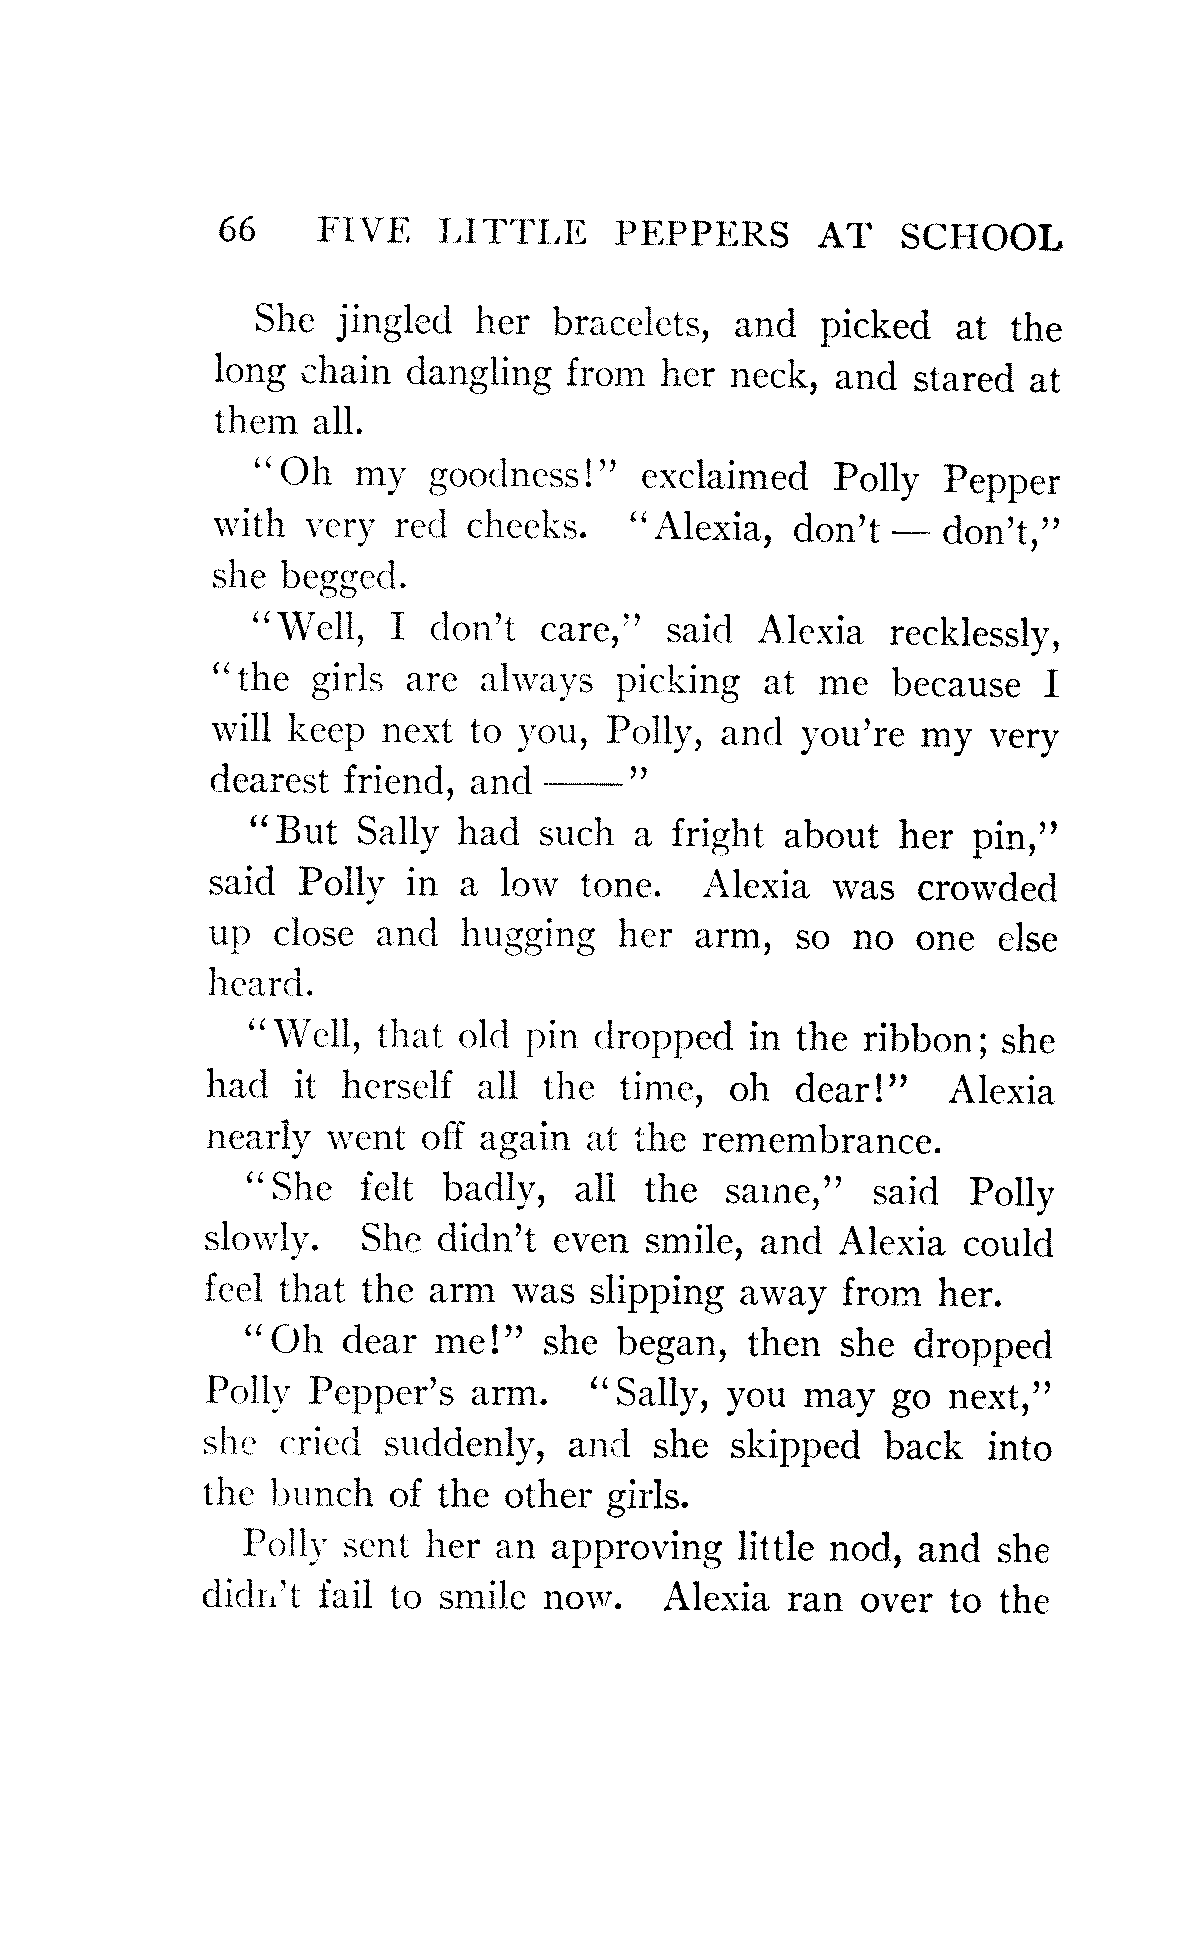 66 FIVE LITTLE PEPPERS AT SCHOOL
She jingled her bracelets, and picked at the
long chain dangling from her neck, and stared at
them all.
"Oh my goodness!" exclaimed Polly Pepper
with very red cheeks. "Alexia, don't — don't,"
she begged.
"Well, I don't care," said Alexia recklessly,
"the girls are always picking at me because I
will keep next to you, Polly, and you're my very
dearest friend, and ——"
"But Sally had such a fright about her pin,"
said Polly in a low tone. Alexia was crowded
up close and hugging her arm, so no one else
heard.
"Well, that old pin dropped in the ribbon; she
had it herself all the time, oh dear!" Alexia
nearly went off again at the remembrance.
"She felt badly, all the same," said Polly
slowly. She didn't even smile, and Alexia could
feel that the arm was slipping away from her.
"Oh dear me!" she began, then she dropped
Polly Pepper's arm. "Sally, you may go next,"
she cried suddenly, and she skipped back into
the bunch of the other girls.
Polly sent her an approving little nod, and she
didn't fail to smile now. Alexia ran over to the